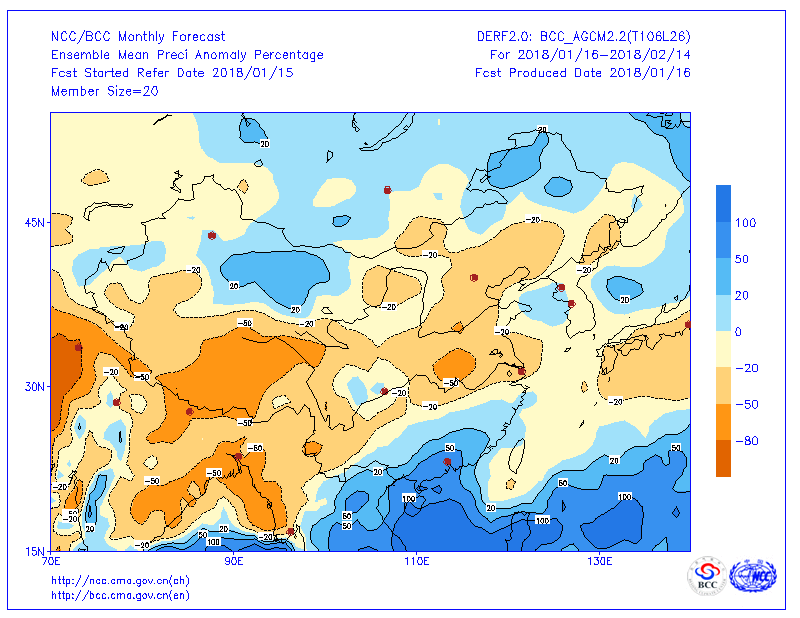 NCC/BCC Monthly Forecast DERF2.0: BCC_AGCM2.2(T106L26)
Ensemble Mean Preci Anomaly Percentage For 2018/01/16-2018/02/14
Fcst Started Refer Date 2018/01/15 Fcst Produced Date 2018/01/16
Member Size=20
20 20
45N -20 -20 100
-20 -20 50
20 20 20
-20 20
-20 -50 -20 -20 0
-20 -50 -20
30N -50 -20 -20 -20 -50
-50 -80
-50 50 50
-50 -50 20 20
-20 50
-50 50 100 100 20
-20 20 50 20 50 100
15N -20 100 -20
70E 90E 110E 130E
http://ncc.cma.gov.cn(ch)
http://bcc.cma.gov.cn(en)
BCC NCC